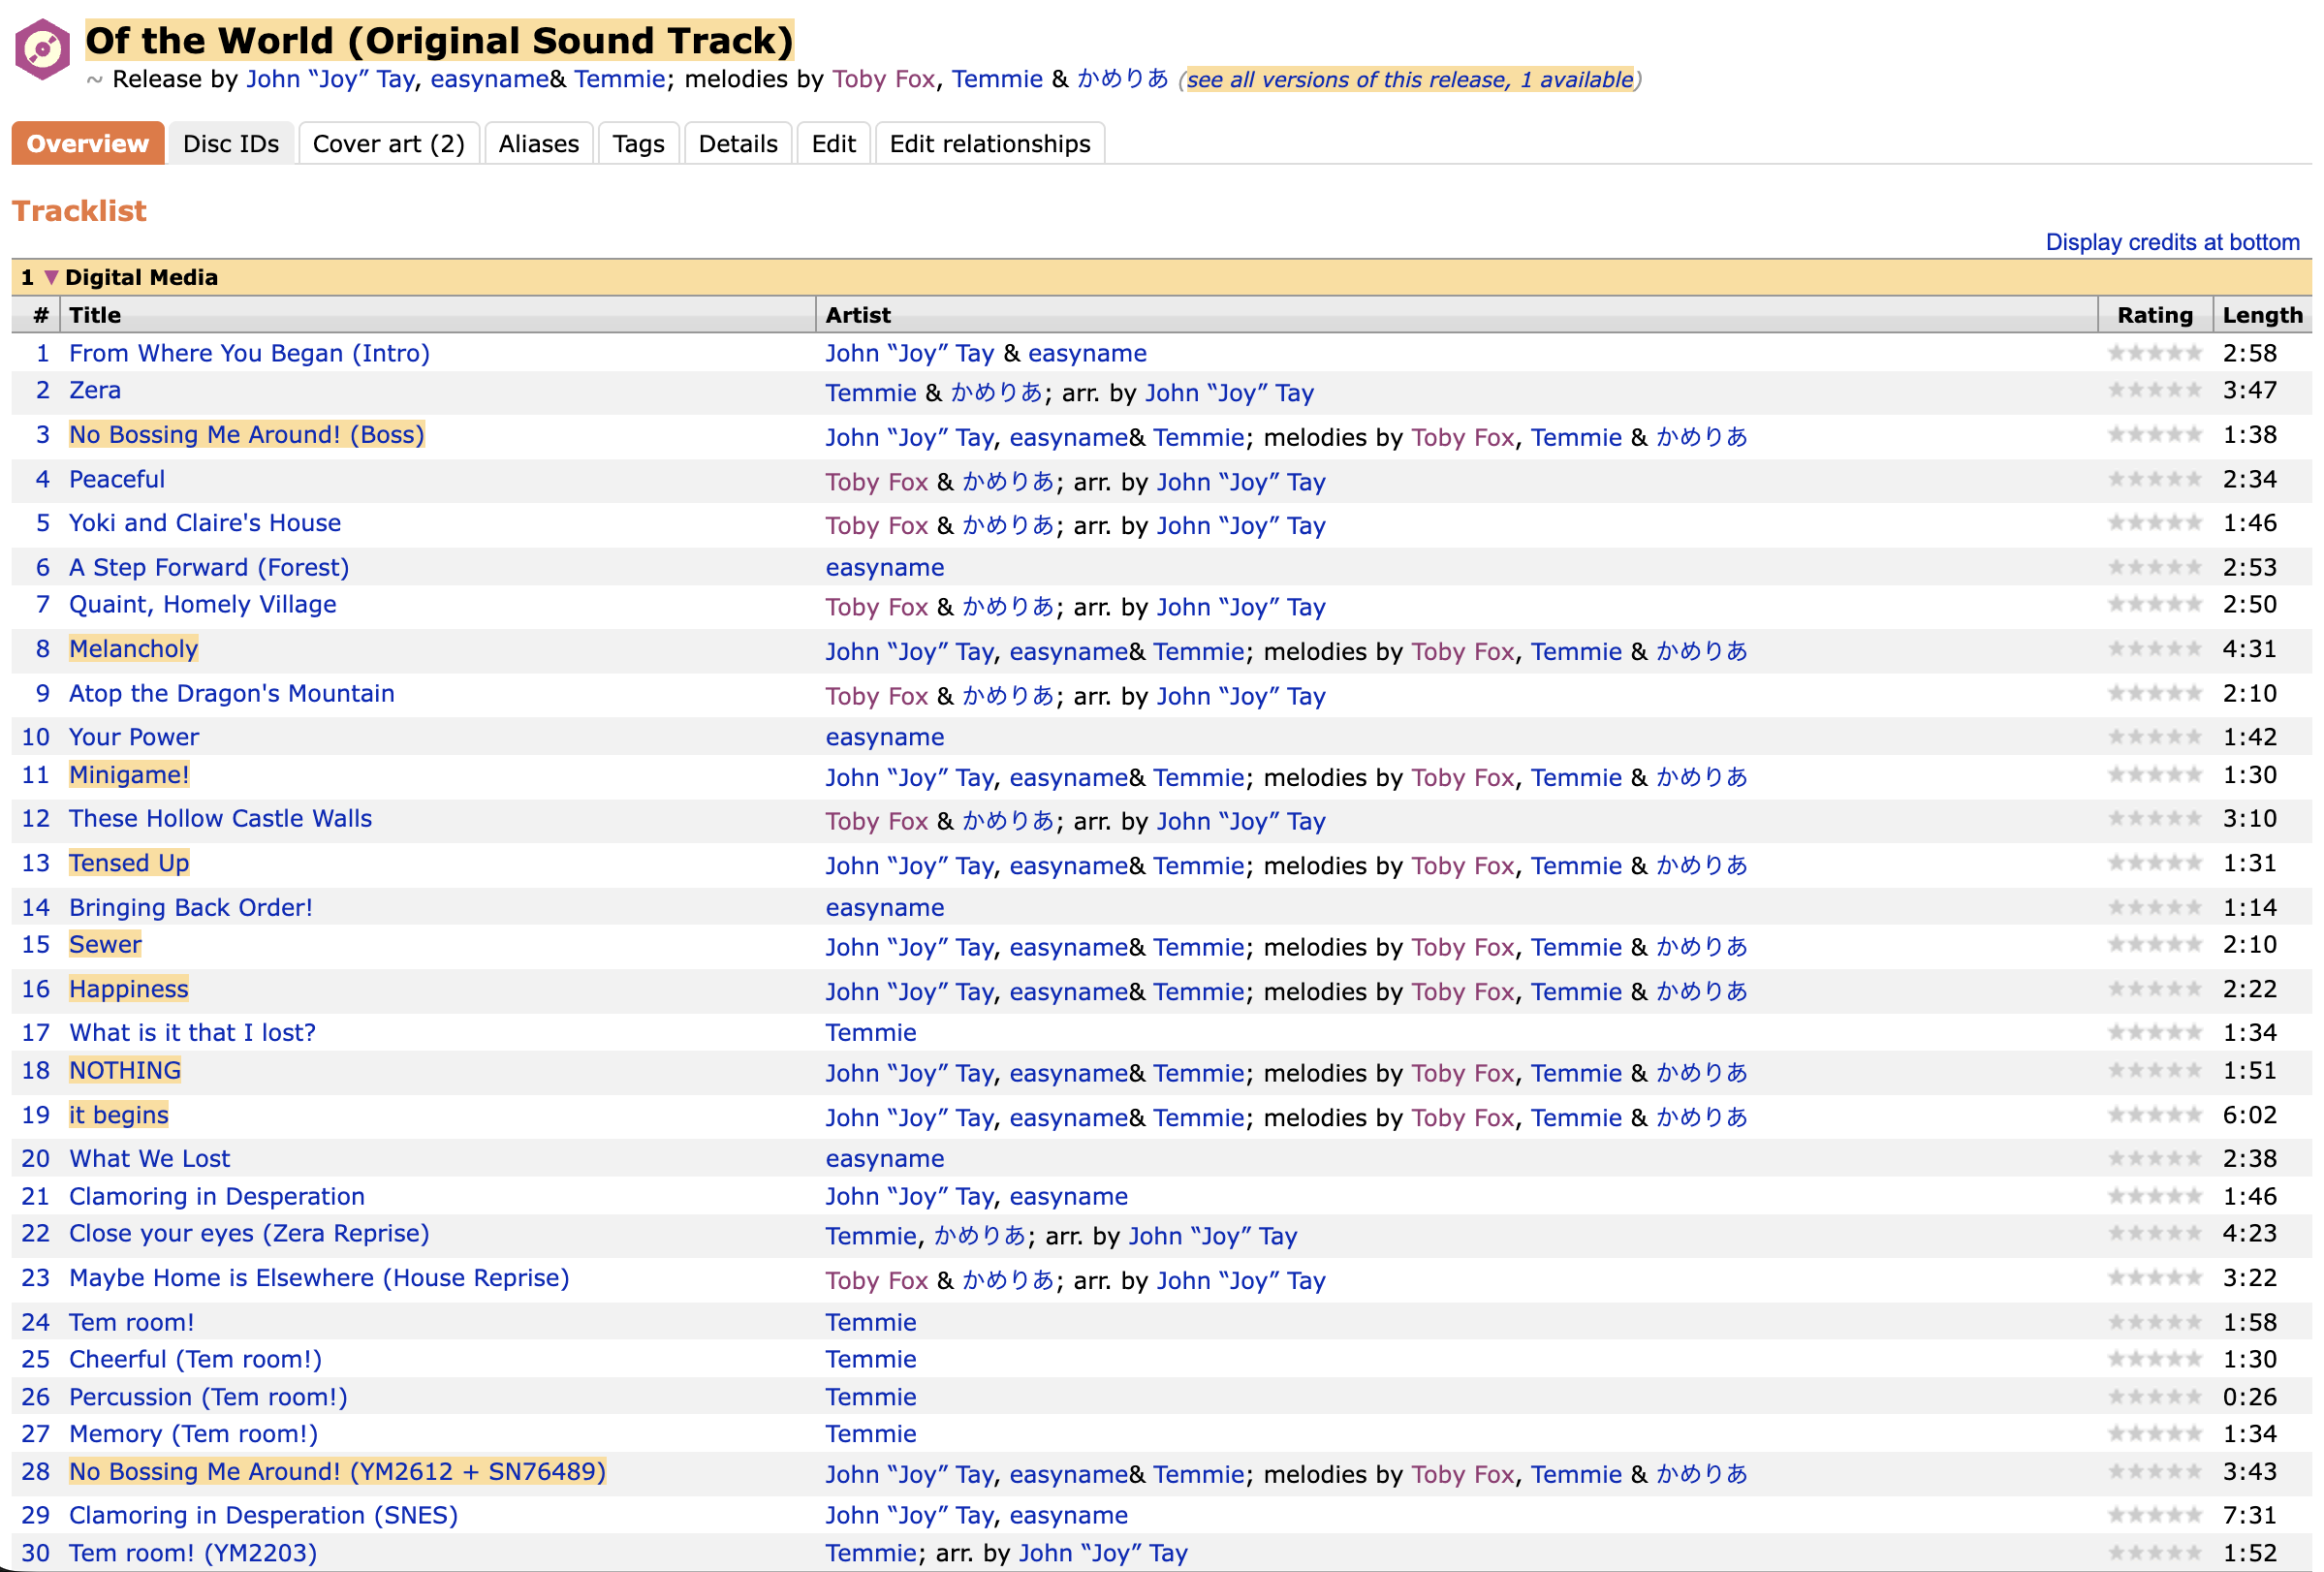 Of the World (Original Sound Track)
~ Release by John “Joy” Tay, easyname& Temmie; melodies by Toby Fox, Temmie & かめりあ (see all versions of this release, 1 available)
Overview Disc IDs Cover art (2) Aliases Tags Details Edit Edit relationships
Tracklist
Display credits at bottom
1 ▼ Digital Media
# Title Artist Rating Length
1 From Where You Began (Intro) John “Joy” Tay & easyname 2:58
2 Zera Temmie & かめりあ; arr. by John “Joy” Tay 3:47
3 No Bossing Me Around! (Boss) John “Joy” Tay, easyname& Temmie; melodies by Toby Fox, Temmie & かめりあ 1:38
4 Peaceful Toby Fox & かめりあ; arr. by John “Joy” Tay 2:34
5 Yoki and Claire's House Toby Fox & かめりあ; arr. by John “Joy” Tay 1:46
6 A Step Forward (Forest) easyname 2:53
7 Quaint, Homely Village Toby Fox & かめりあ; arr. by John “Joy” Tay 2:50
8 Melancholy John “Joy” Tay, easyname& Temmie; melodies by Toby Fox, Temmie & かめりあ 4:31
9 Atop the Dragon's Mountain Toby Fox & かめりあ; arr. by John “Joy” Tay 2:10
10 Your Power easyname 1:42
11 Minigame! John “Joy” Tay, easyname& Temmie; melodies by Toby Fox, Temmie & かめりあ 1:30
12 These Hollow Castle Walls Toby Fox & かめりあ; arr. by John “Joy” Tay 3:10
13 Tensed Up John “Joy” Tay, easyname& Temmie; melodies by Toby Fox, Temmie & かめりあ 1:31
14 Bringing Back Order! easyname 1:14
15 Sewer John “Joy” Tay, easyname& Temmie; melodies by Toby Fox, Temmie & かめりあ 2:10
16 Happiness John “Joy” Tay, easyname& Temmie; melodies by Toby Fox, Temmie & かめりあ 2:22
17 What is it that I lost? Temmie 1:34
18 NOTHING John “Joy” Tay, easyname& Temmie; melodies by Toby Fox, Temmie & かめりあ 1:51
19 it begins John “Joy” Tay, easyname& Temmie; melodies by Toby Fox, Temmie & かめりあ 6:02
20 What We Lost easyname 2:38
21 Clamoring in Desperation John “Joy” Tay, easyname 1:46
22 Close your eyes (Zera Reprise) Temmie, かめりあ; arr. by John “Joy” Tay 4:23
23 Maybe Home is Elsewhere (House Reprise) Toby Fox & かめりあ; arr. by John “Joy” Tay 3:22
24 Tem room! Temmie 1:58
25 Cheerful (Tem room!) Temmie 1:30
26 Percussion (Tem room!) Temmie 0:26
27 Memory (Tem room!) Temmie 1:34
28 No Bossing Me Around! (YM2612 + SN76489) John “Joy” Tay, easyname& Temmie; melodies by Toby Fox, Temmie & かめりあ 3:43
29 Clamoring in Desperation (SNES) John “Joy” Tay, easyname 7:31
30 Tem room! (YM2203) Temmie; arr. by John “Joy” Tay 1:52